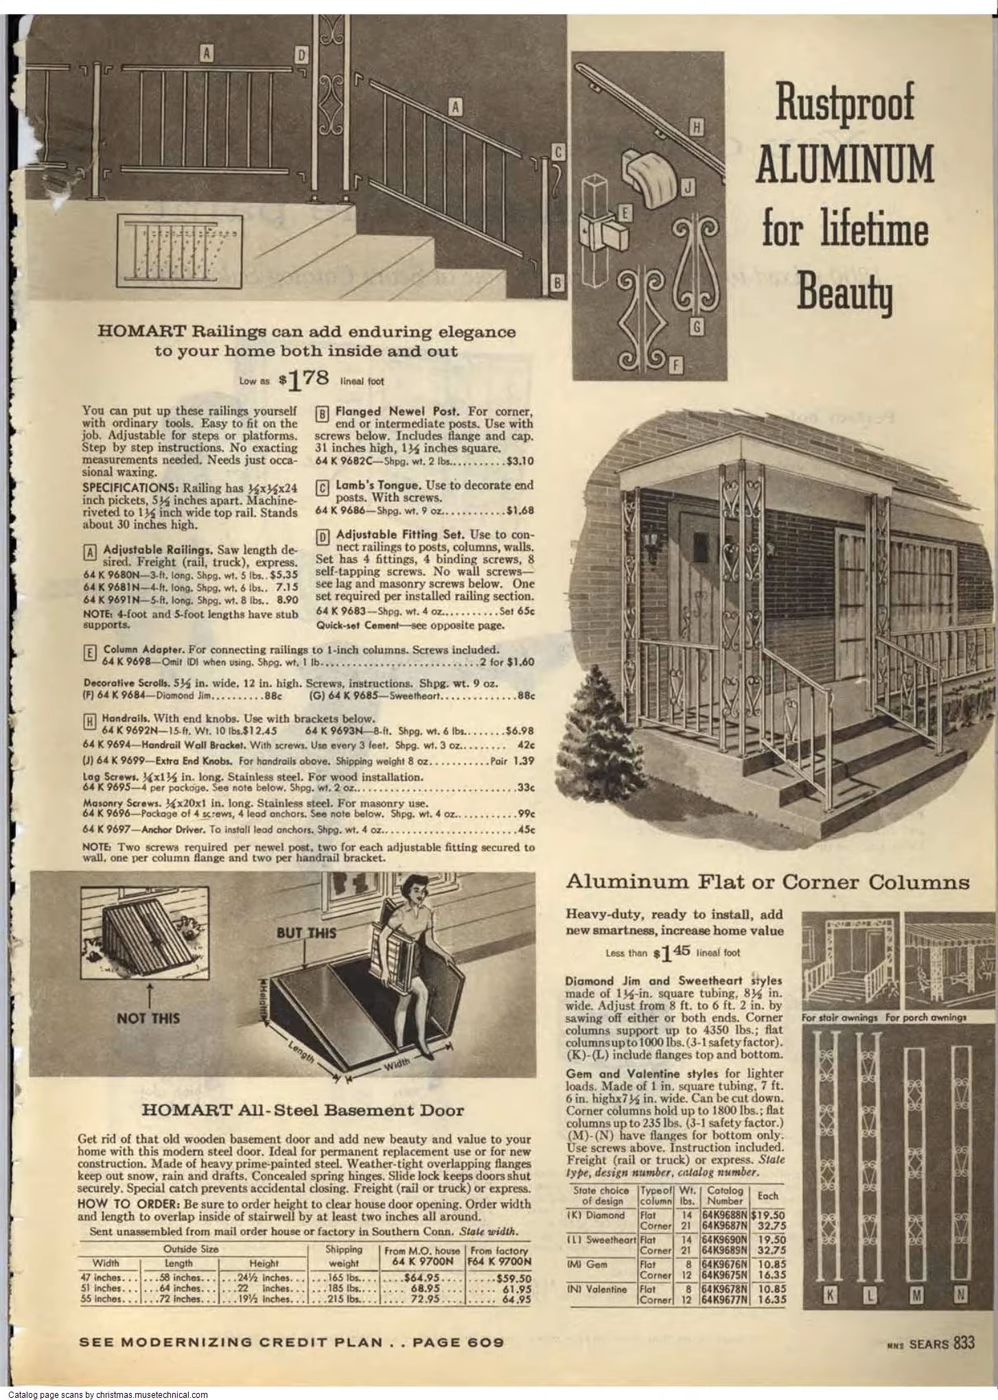 A
D
A
C
B
H
J
E
G
F
Rustproof
ALUMINUM
for lifetime
Beauty
HOMART Railings can add enduring elegance
to your home both inside and out
Low as $1 78 lineal foot
You can put up these railings yourself
with ordinary tools. Easy to fit on the
job. Adjustable for steps or platforms.
Step by step instructions. No exacting
measurements needed. Needs just occa-
sional waxing.
SPECIFICATIONS: Railing has ½x½x24
inch pickets, 5½ inches apart. Machine-
riveted to 1½ inch wide top rail. Stands
about 30 inches high.
A Adjustable Railings. Saw length de-
sired. Freight (rail, truck), express.
64 K 9680N—3-ft. long. Shpg. wt. 5 lbs.. $5.35
64 K 9681N—4-ft. long. Shpg. wt. 6 lbs.. 7.15
64 K 9691N—5-ft. long. Shpg. wt. 8 lbs.. 8.90
NOTE: 4-foot and 5-foot lengths have stub
supports.
B Flanged Newel Post. For corner,
end or intermediate posts. Use with
screws below. Includes flange and cap.
31 inches high, 1¼ inches square.
64 K 9682C—Shpg. wt. 2 lbs...........$3.10
C Lamb's Tongue. Use to decorate end
posts. With screws.
64 K 9686—Shpg. wt. 9 oz............$1.68
D Adjustable Fitting Set. Use to con-
nect railings to posts, columns, walls.
Set has 4 fittings, 4 binding screws, 8
self-tapping screws. No wall screws—
see lag and masonry screws below. One
set required per installed railing section.
64 K 9683—Shpg. wt. 4 oz...........Set 65c
Quick-set Cement—see opposite page.
E Column Adapter. For connecting railings to 1-inch columns. Screws included.
64 K 9698—Omit (D) when using. Shpg. wt. 1 lb............................2 for $1.60
Decorative Scrolls. 5½ in. wide, 12 in. high. Screws, instructions. Shpg. wt. 9 oz.
(F) 64 K 9684—Diamond Jim.........88c (G) 64 K 9685—Sweetheart.............88c
H Handrails. With end knobs. Use with brackets below.
64 K 9692N—15-ft. Wt. 10 lbs.$12.45 64 K 9693N—8-ft. Shpg. wt. 6 lbs.......$6.98
64 K 9694—Handrail Wall Bracket. With screws. Use every 3 feet. Shpg. wt. 3 oz........ 42c
(J) 64 K 9699—Extra End Knobs. For handrails above. Shipping weight 8 oz...........Pair 1.39
Lag Screws. ¼x1½ in. long. Stainless steel. For wood installation.
64 K 9695—4 per package. See note below. Shpg. wt. 2 oz..............................33c
Masonry Screws. ¼x20x1 in. long. Stainless steel. For masonry use.
64 K 9696—Package of 4 screws, 4 lead anchors. See note below. Shpg. wt. 4 oz...........99c
64 K 9697—Anchor Driver. To install lead anchors. Shpg. wt. 4 oz.........................45c
NOTE: Two screws required per newel post, two for each adjustable fitting secured to
wall, one per column flange and two per handrail bracket.
NOT THIS
BUT THIS
Height
Length
Width
HOMART All-Steel Basement Door
Get rid of that old wooden basement door and add new beauty and value to your
home with this modern steel door. Ideal for permanent replacement use or for new
construction. Made of heavy prime-painted steel. Weather-tight overlapping flanges
keep out snow, rain and drafts. Concealed spring hinges. Slide lock keeps doors shut
securely. Special catch prevents accidental closing. Freight (rail or truck) or express.
HOW TO ORDER: Be sure to order height to clear house door opening. Order width
and length to overlap inside of stairwell by at least two inches all around.
Sent unassembled from mail order house or factory in Southern Conn. State width.
Outside Size Shipping weight From M.O. house 64 K 9700N From factory F64 K 9700N
Width Length Height
47 inches... ...58 inches... ...24½ inches... ...165 lbs.... ....$64.95.... ....$59.50
51 inches... ...64 inches... ...22 inches... ...185 lbs.... .... 68.95.... .... 61.95
55 inches... ...72 inches... ...19½ inches... ...215 lbs.... .... 72.95.... .... 64.95
Aluminum Flat or Corner Columns
Heavy-duty, ready to install, add
new smartness, increase home value
Less than $1 45 lineal foot
Diamond Jim and Sweetheart styles
made of 1¼-in. square tubing, 8½ in.
wide. Adjust from 8 ft. to 6 ft. 2 in. by
sawing off either or both ends. Corner
columns support up to 4350 lbs.; flat
columns up to 1000 lbs. (3-1 safety factor).
(K)-(L) include flanges top and bottom.
Gem and Valentine styles for lighter
loads. Made of 1 in. square tubing, 7 ft.
6 in. highx7½ in. wide. Can be cut down.
Corner columns hold up to 1800 lbs.; flat
columns up to 235 lbs. (3-1 safety factor.)
(M)-(N) have flanges for bottom only.
Use screws above. Instruction included.
Freight (rail or truck) or express. State
type, design number, catalog number.
State choice of design Type of column Wt. lbs. Catalog Number Each
(K) Diamond Flat 14 64K9688N $19.50
Corner 21 64K9687N 32.75
(L) Sweetheart Flat 14 64K9690N 19.50
Corner 21 64K9689N 32.75
(M) Gem Flat 8 64K9676N 10.85
Corner 12 64K9675N 16.35
(N) Valentine Flat 8 64K9678N 10.85
Corner 12 64K9677N 16.35
For stair awnings For porch awnings
K
L
M
N
SEE MODERNIZING CREDIT PLAN . . PAGE 609
MNS SEARS 833
Catalog page scans by christmas.musetechnical.com